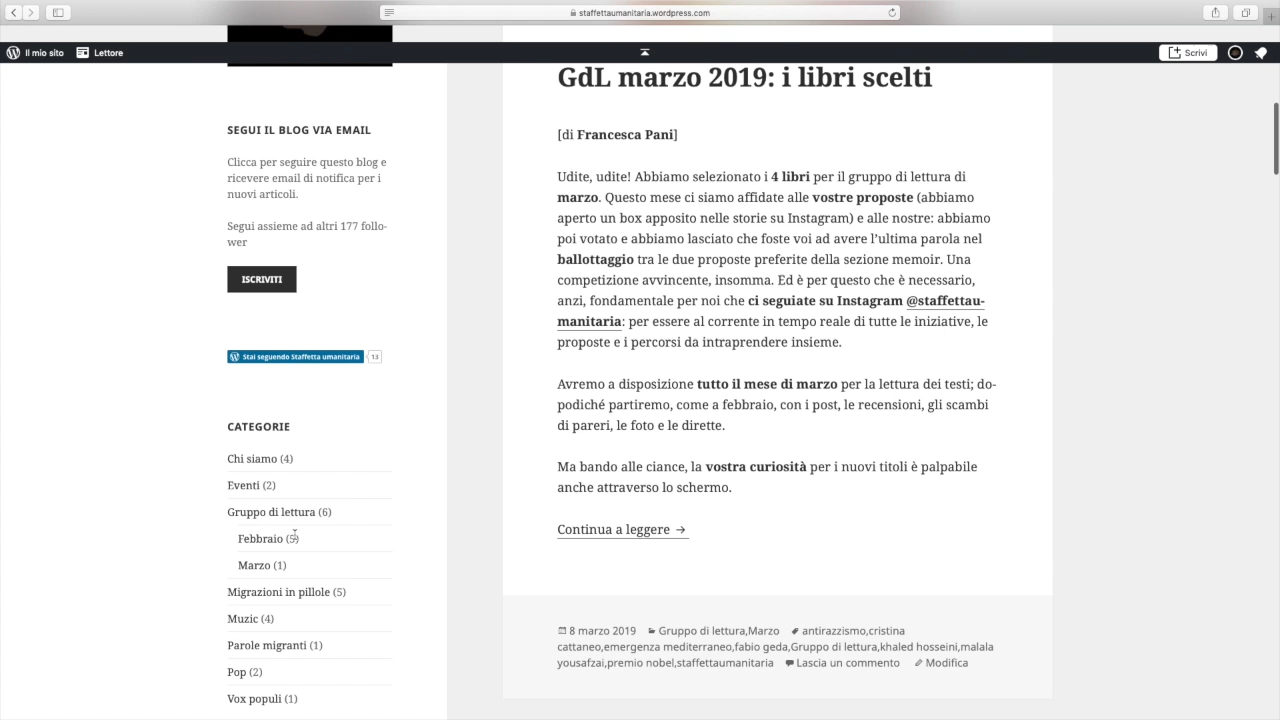 staffettaumanitaria.wordpress.com
Il mio sito
Lettore
Scrivi
SEGUI IL BLOG VIA EMAIL
Clicca per seguire questo blog e
ricevere email di notifica per i
nuovi articoli.
Segui assieme ad altri 177 follo-
wer
ISCRIVITI
Stai seguendo Staffetta umanitaria
13
CATEGORIE
Chi siamo (4)
Eventi (2)
Gruppo di lettura (6)
Febbraio (5)
Marzo (1)
Migrazioni in pillole (5)
Muzic (4)
Parole migranti (1)
Pop (2)
Vox populi (1)
GdL marzo 2019: i libri scelti
[di Francesca Pani]
Udite, udite! Abbiamo selezionato i 4 libri per il gruppo di lettura di
marzo. Questo mese ci siamo affidate alle vostre proposte (abbiamo
aperto un box apposito nelle storie su Instagram) e alle nostre: abbiamo
poi votato e abbiamo lasciato che foste voi ad avere l’ultima parola nel
ballottaggio tra le due proposte preferite della sezione memoir. Una
competizione avvincente, insomma. Ed è per questo che è necessario,
anzi, fondamentale per noi che ci seguiate su Instagram @staffettau-
manitaria: per essere al corrente in tempo reale di tutte le iniziative, le
proposte e i percorsi da intraprendere insieme.
Avremo a disposizione tutto il mese di marzo per la lettura dei testi; do-
podiché partiremo, come a febbraio, con i post, le recensioni, gli scambi
di pareri, le foto e le dirette.
Ma bando alle ciance, la vostra curiosità per i nuovi titoli è palpabile
anche attraverso lo schermo.
Continua a leggere →
8 marzo 2019 Gruppo di lettura,Marzo antirazzismo,cristina
cattaneo,emergenza mediterraneo,fabio geda,Gruppo di lettura,khaled hosseini,malala
yousafzai,premio nobel,staffettaumanitaria Lascia un commento Modifica